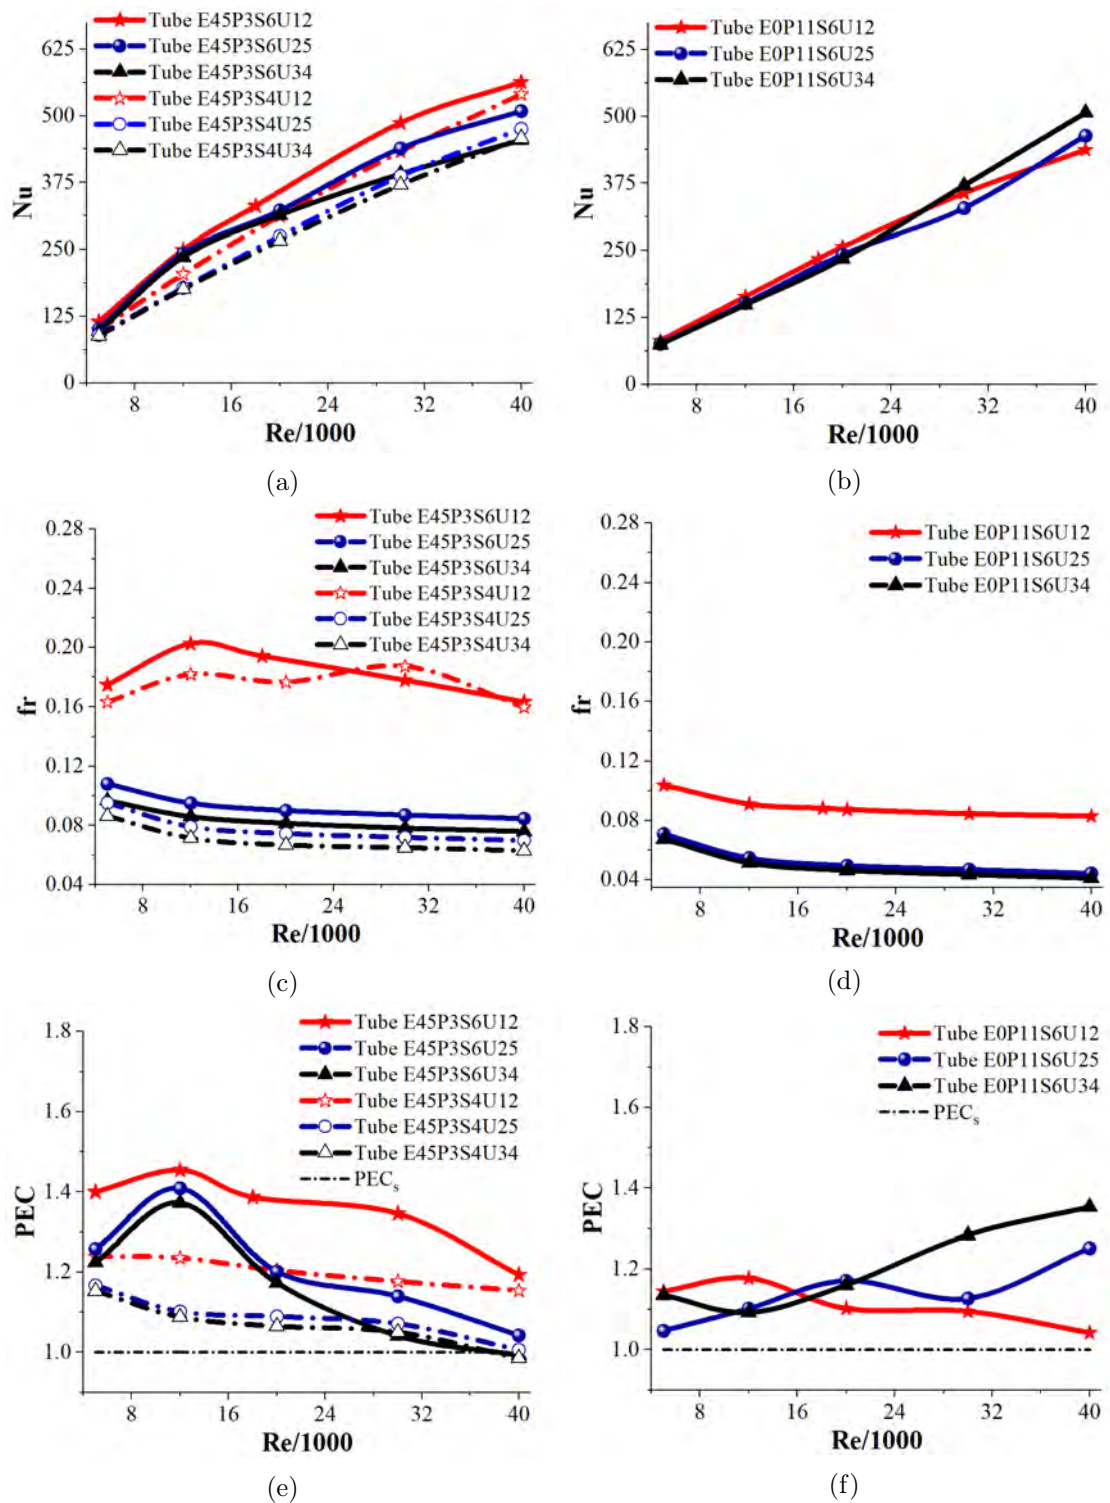 Tube E45P3S6U12
Tube E45P3S6U25
Tube E45P3S6U34
Tube E45P3S4U12
Tube E45P3S4U25
Tube E45P3S4U34
625
500
375
250
125
0
Nu
8 16 24 32 40
Re/1000
(a)
Tube E0P11S6U12
Tube E0P11S6U25
Tube E0P11S6U34
625
500
375
250
125
0
Nu
8 16 24 32 40
Re/1000
(b)
Tube E45P3S6U12
Tube E45P3S6U25
Tube E45P3S6U34
Tube E45P3S4U12
Tube E45P3S4U25
Tube E45P3S4U34
0.28
0.24
0.20
0.16
0.12
0.08
0.04
fr
8 16 24 32 40
Re/1000
(c)
Tube E0P11S6U12
Tube E0P11S6U25
Tube E0P11S6U34
0.28
0.24
0.20
0.16
0.12
0.08
0.04
fr
8 16 24 32 40
Re/1000
(d)
Tube E45P3S6U12
Tube E45P3S6U25
Tube E45P3S6U34
Tube E45P3S4U12
Tube E45P3S4U25
Tube E45P3S4U34
PECs
1.8
1.6
1.4
1.2
1.0
PEC
8 16 24 32 40
Re/1000
(e)
Tube E0P11S6U12
Tube E0P11S6U25
Tube E0P11S6U34
PECs
1.8
1.6
1.4
1.2
1.0
PEC
8 16 24 32 40
Re/1000
(f)